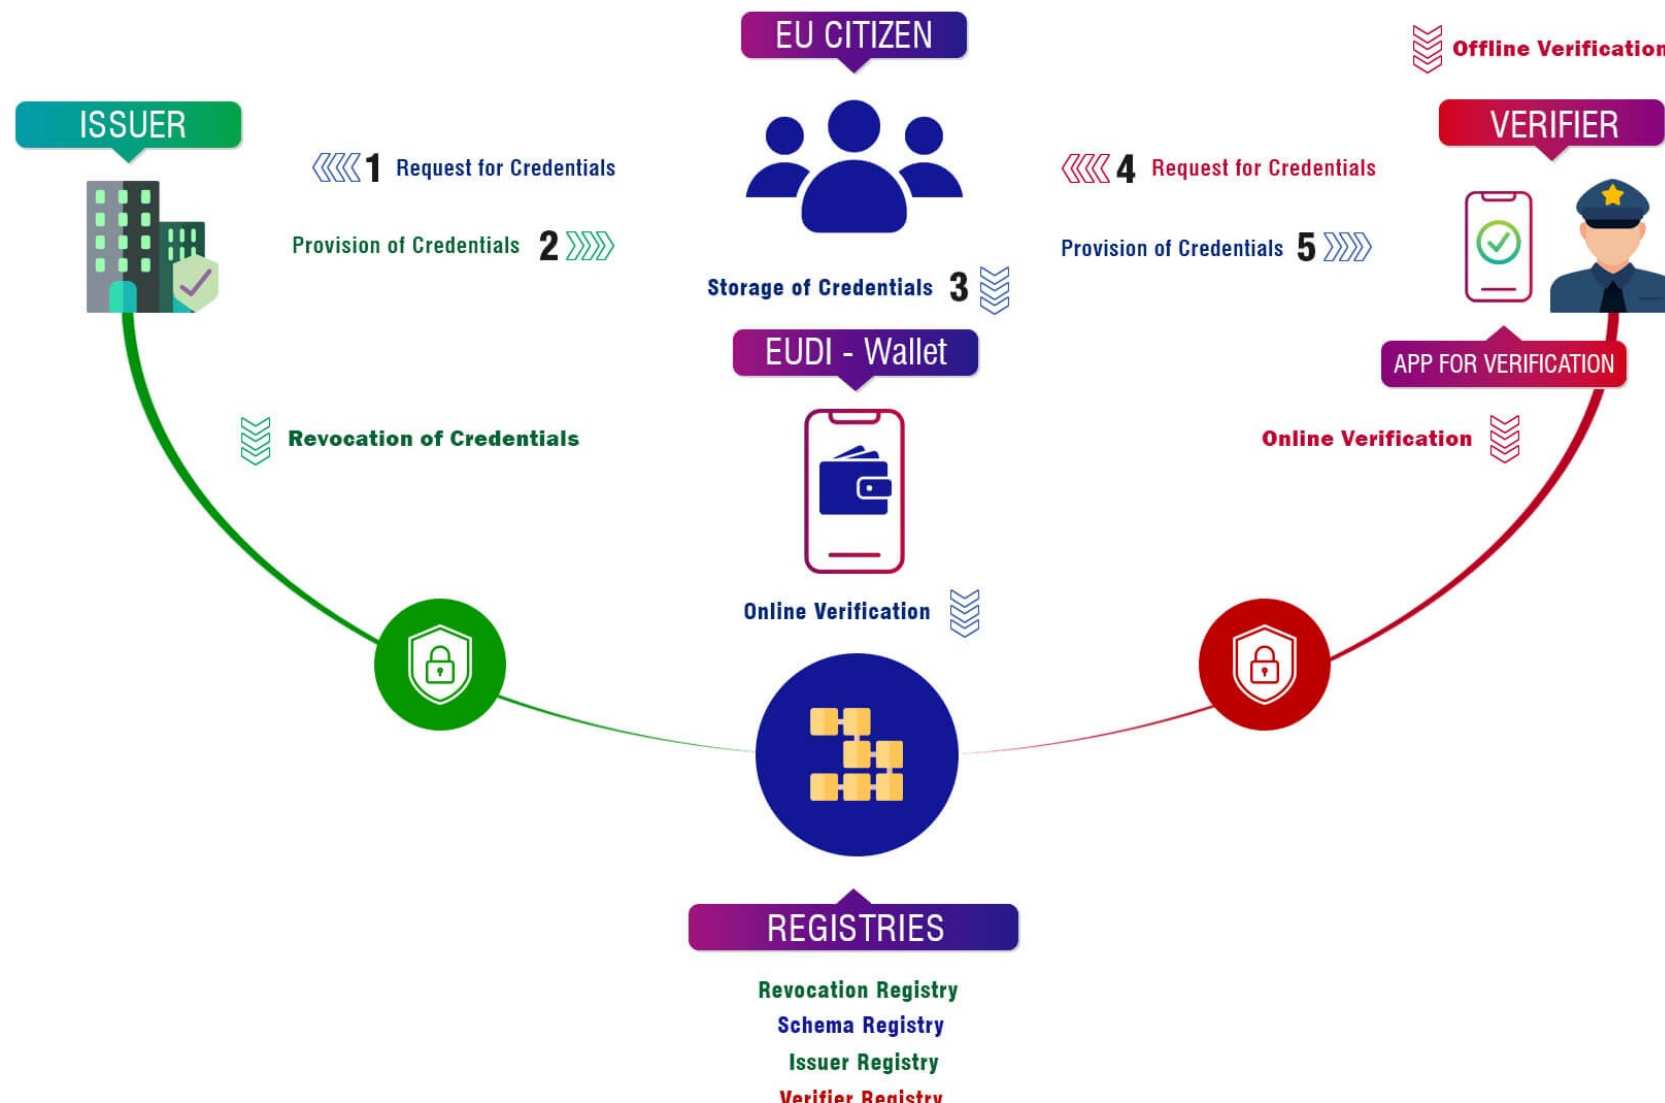 EU CITIZEN
Offline Verification
ISSUER
VERIFIER
1 Request for Credentials
4 Request for Credentials
Provision of Credentials 2
Provision of Credentials 5
Storage of Credentials 3
EUDI - Wallet
APP FOR VERIFICATION
Revocation of Credentials
Online Verification
Online Verification
REGISTRIES
Revocation Registry
Schema Registry
Issuer Registry
Verifier Registry